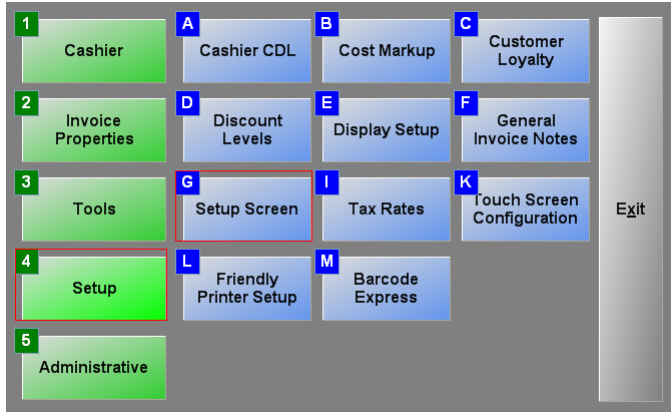 1
Cashier
A
Cashier CDL
B
Cost Markup
C
Customer
Loyalty
2
Invoice
Properties
D
Discount
Levels
E
Display Setup
F
General
Invoice Notes
3
Tools
G
Setup Screen
I
Tax Rates
K
Touch Screen
Configuration
Exit
4
Setup
L
Friendly
Printer Setup
M
Barcode
Express
5
Administrative